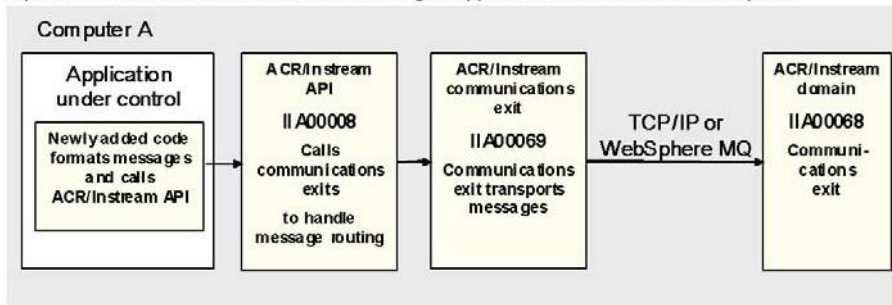 Computer A
Application
under control
Newly added code
formats messages
and calls
ACR/Instream API
ACR/Instream
API
IIA00008
Calls
communications
exits
to handle
message routing
ACR/Instream
communications
exit
IIA00069
Communications
exit transports
messages
TCP/IP or
WebSphere MQ
ACR/Instream
domain
IIA00068
Communi-
cations
exit